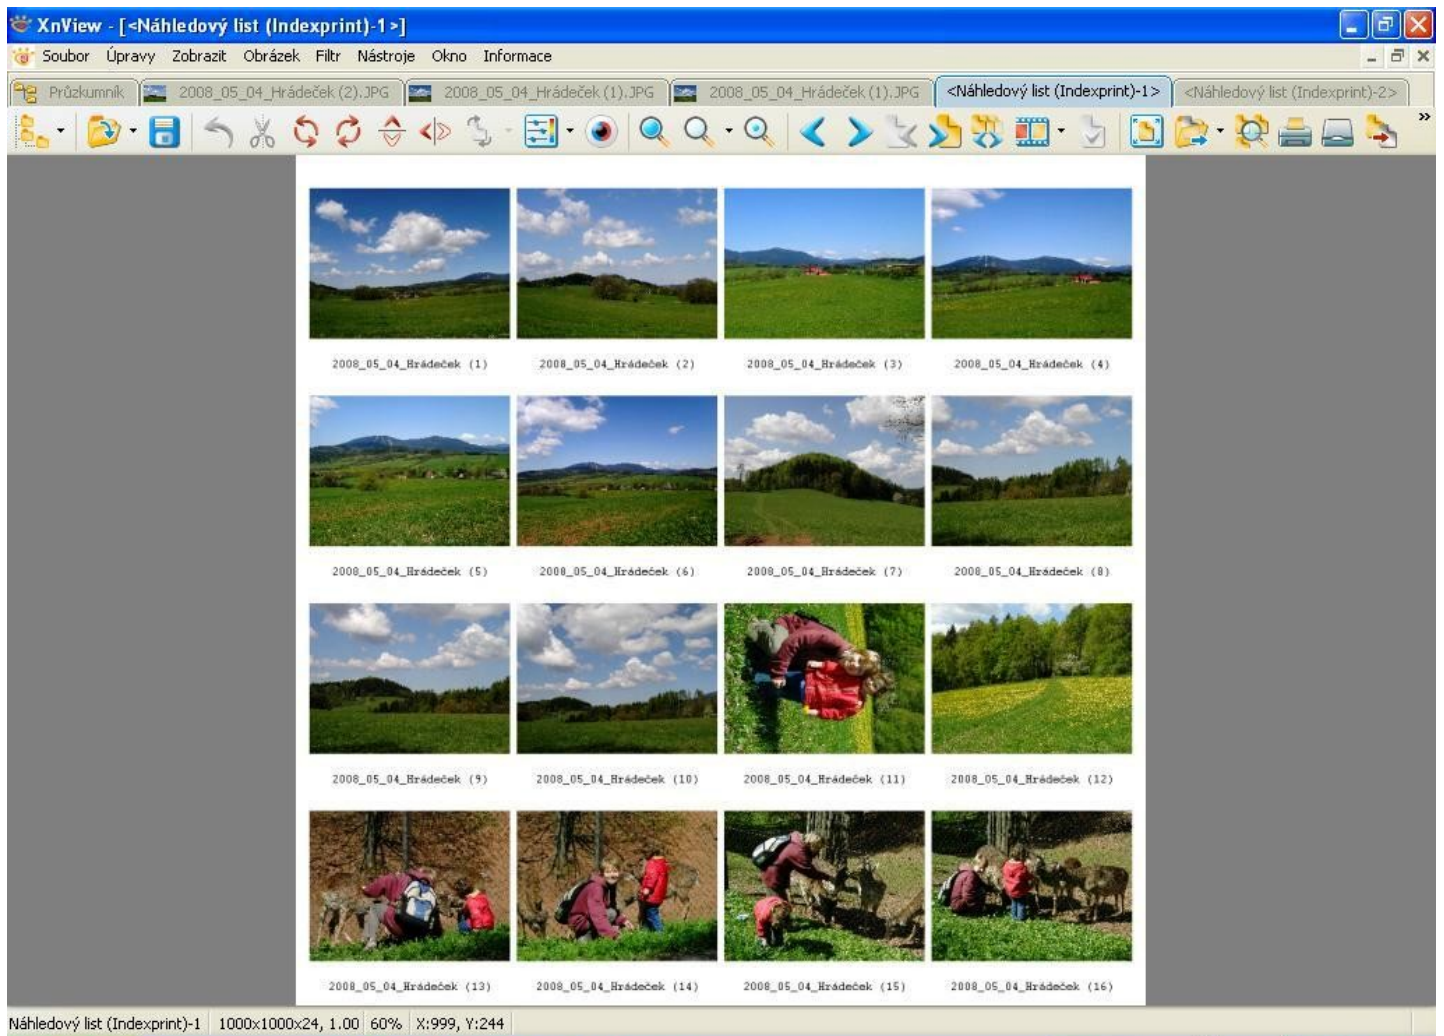 XnView - [<Náhledový list (Indexprint)-1>]
Soubor Úpravy Zobrazit Obrázek Filtr Nástroje Okno Informace
Průzkumník 2008_05_04_Hrádeček (2).JPG 2008_05_04_Hrádeček (1).JPG 2008_05_04_Hrádeček (1).JPG <Náhledový list (Indexprint)-1> <Náhledový list (Indexprint)-2>
2008_05_04_Hrádeček (1) 2008_05_04_Hrádeček (2) 2008_05_04_Hrádeček (3) 2008_05_04_Hrádeček (4)
2008_05_04_Hrádeček (5) 2008_05_04_Hrádeček (6) 2008_05_04_Hrádeček (7) 2008_05_04_Hrádeček (8)
2008_05_04_Hrádeček (9) 2008_05_04_Hrádeček (10) 2008_05_04_Hrádeček (11) 2008_05_04_Hrádeček (12)
2008_05_04_Hrádeček (13) 2008_05_04_Hrádeček (14) 2008_05_04_Hrádeček (15) 2008_05_04_Hrádeček (16)
Náhledový list (Indexprint)-1 1000x1000x24, 1.00 60% X:999, Y:244